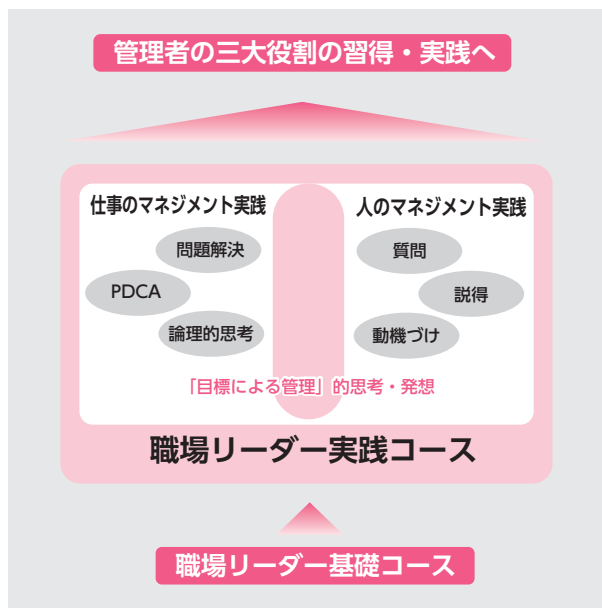 管理者の三大役割の習得・実践へ
仕事のマネジメント実践
問題解決
PDCA
論理的思考
人のマネジメント実践
質問
説得
動機づけ
「目標による管理」的思考・発想
職場リーダー実践コース
職場リーダー基礎コース